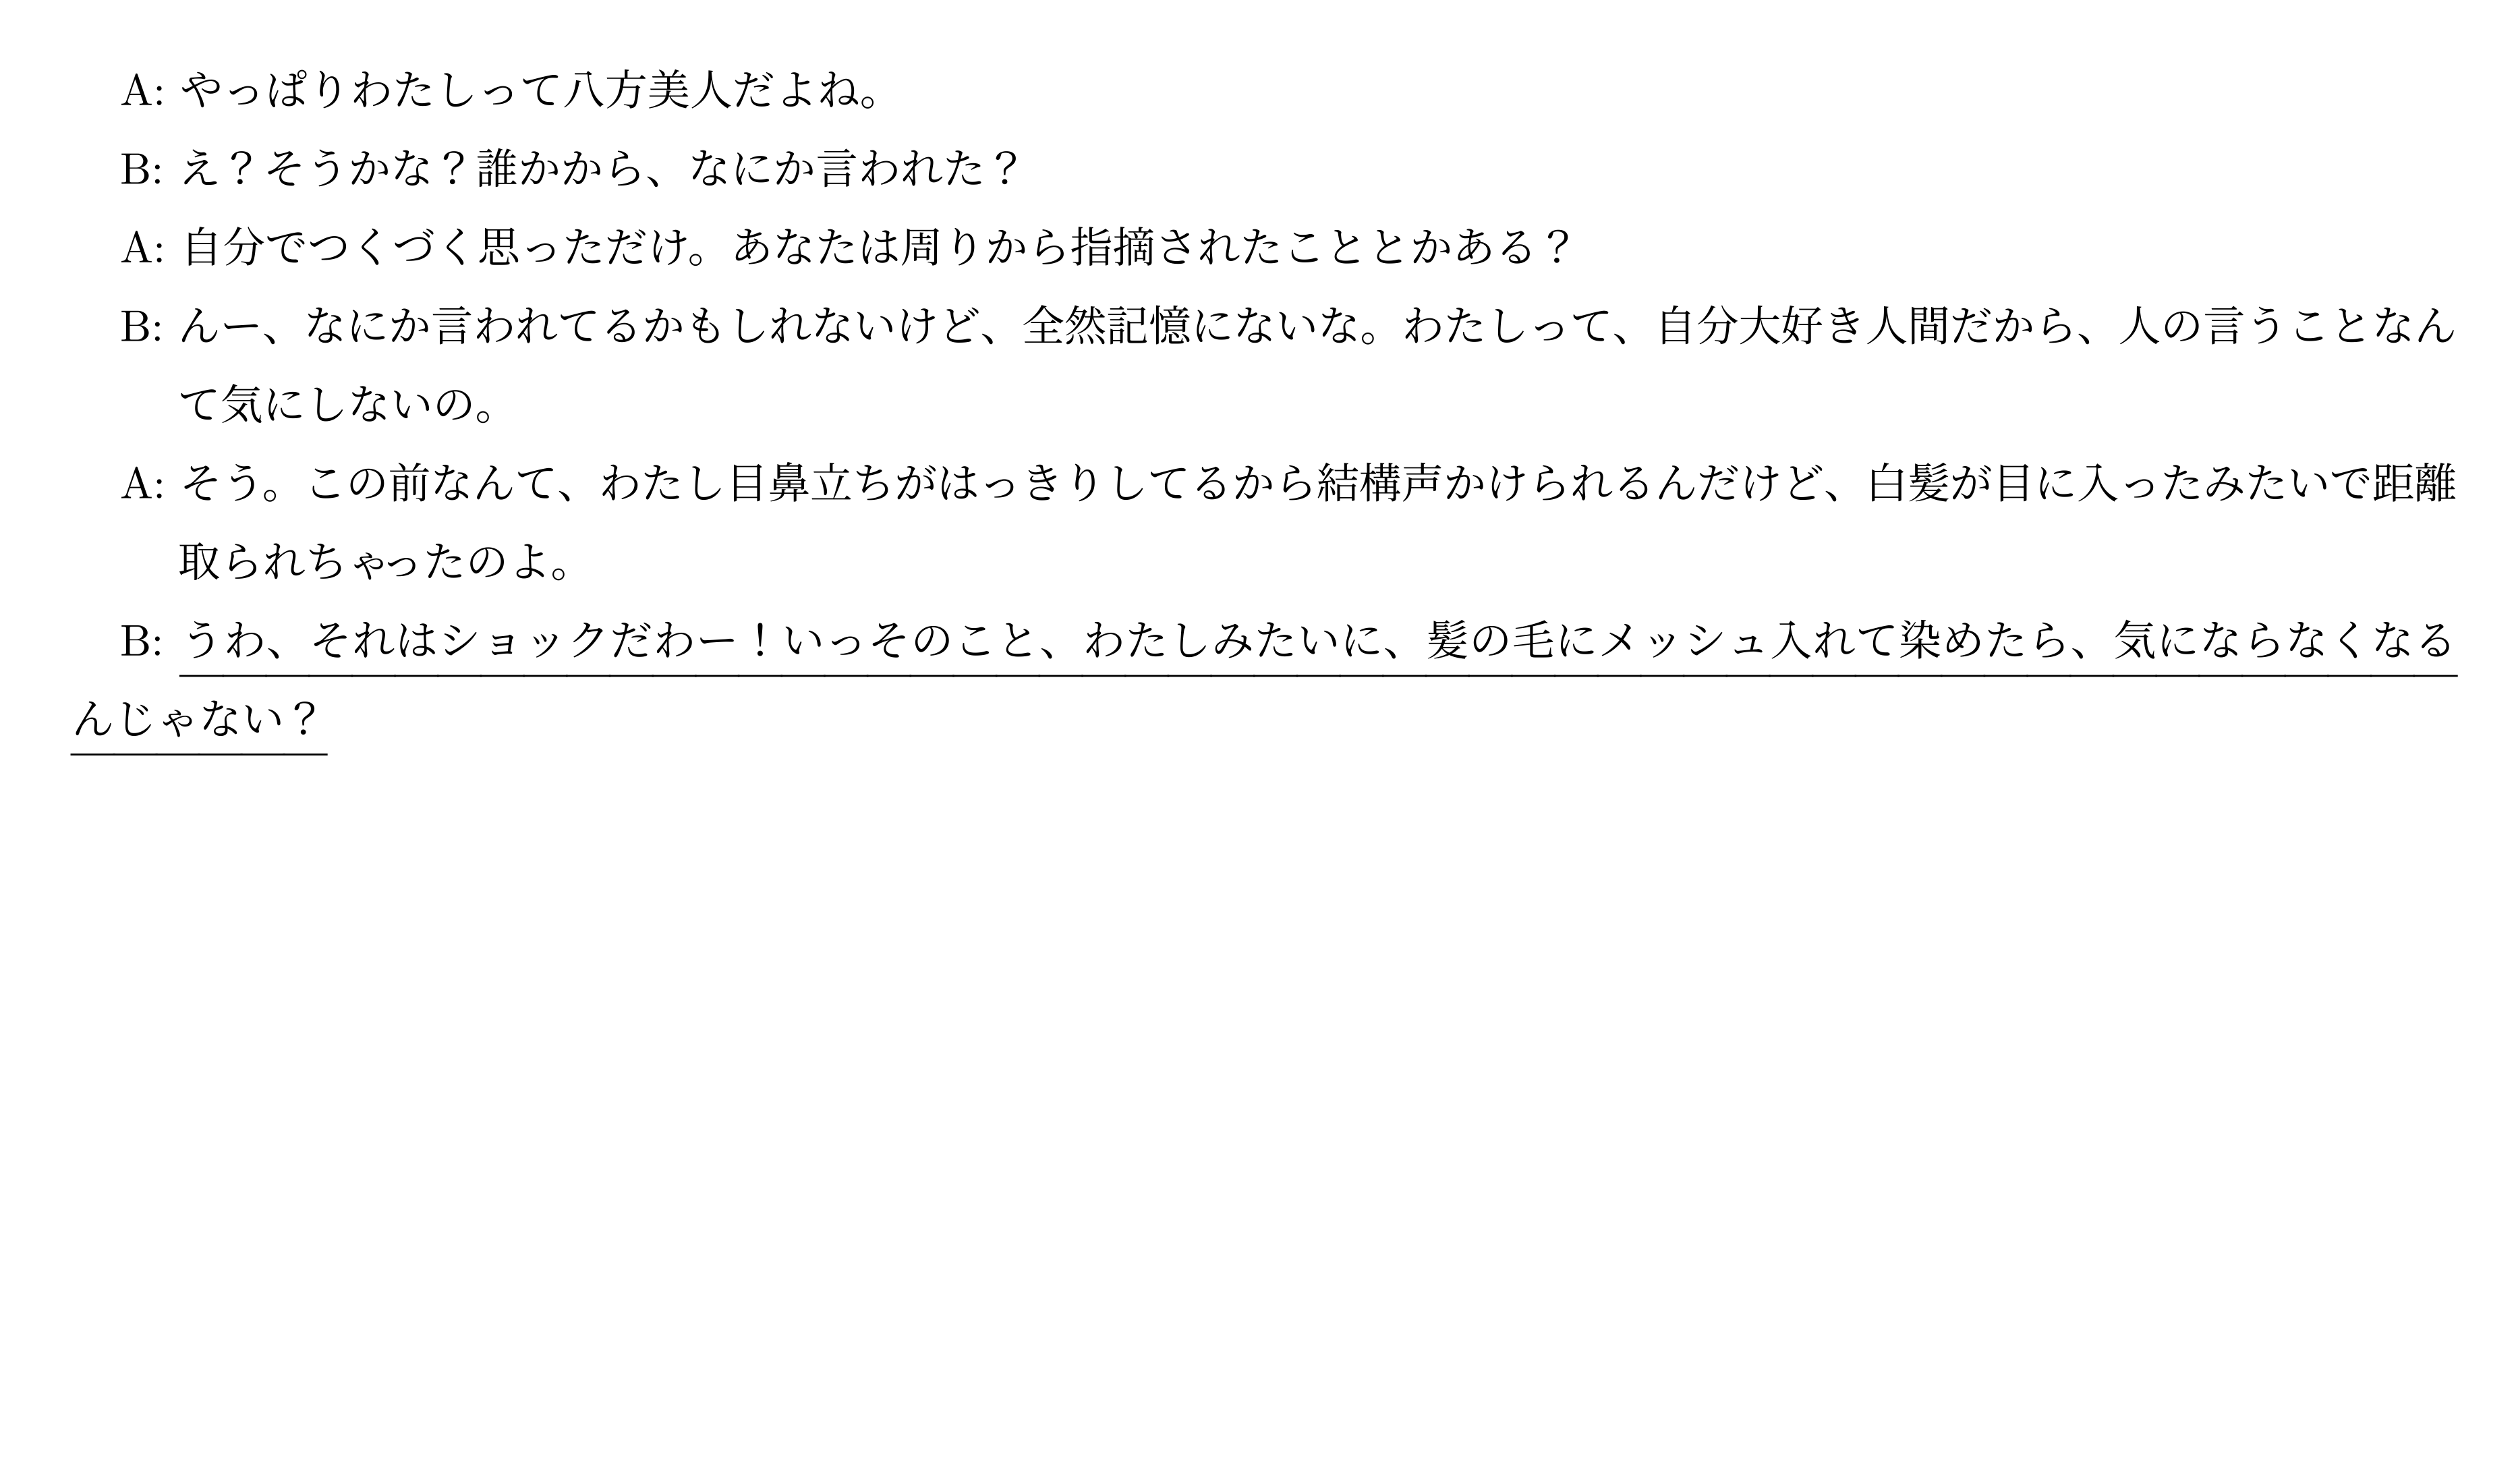 A: やっぱりわたしって八方美人だよね。
B: え？そうかな？誰かから、なにか言われた？
A: 自分でつくづく思っただけ。あなたは周りから指摘されたこととかある？
B: んー、なにか言われてるかもしれないけど、全然記憶にないな。わたしって、自分大好き人間だから、人の言うことなん
て気にしないの。
A: そう。この前なんて、わたし目鼻立ちがはっきりしてるから結構声かけられるんだけど、白髪が目に入ったみたいで距離
取られちゃったのよ。
B: うわ、それはショックだわー！いっそのこと、わたしみたいに、髪の毛にメッシュ入れて染めたら、気にならなくなる
んじゃない？